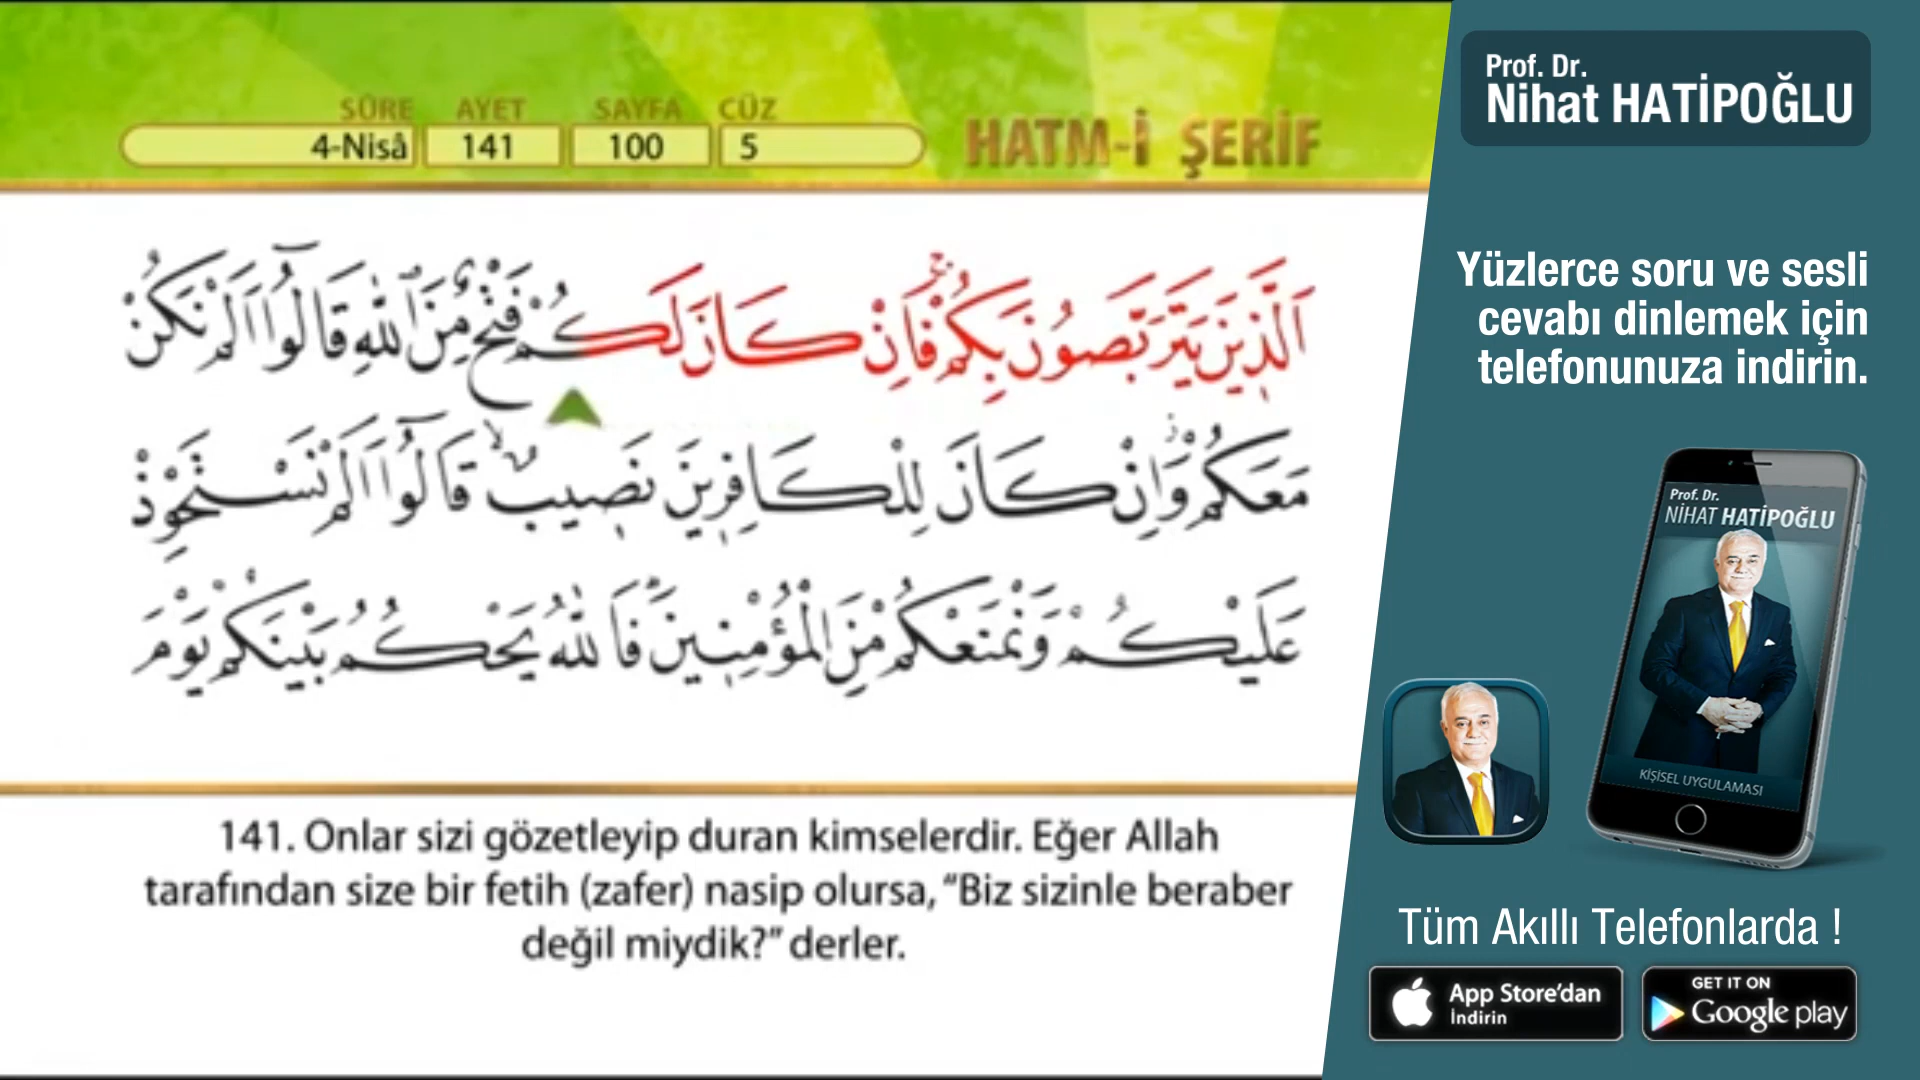 SÛRE AYET SAYFA CÜZ
4-Nisâ 141 100 5
HATM-İ ŞERİF
اَلَّذِينَ يَتَرَبَّصُونَ بِكُمْۚ فَاِنْ كَانَ لَكُمْ فَتْحٌ مِنَ اللّٰهِ قَالُٓوا اَلَمْ نَكُنْ
مَعَكُمْۘ وَاِنْ كَانَ لِلْكَافِرِينَ نَصِيبٌۙ قَالُٓوا اَلَمْ نَسْتَحْوِذْ
عَلَيْكُمْ وَنَمْنَعْكُمْ مِنَ الْمُؤْمِنِينَۜ فَاللّٰهُ يَحْكُمُ بَيْنَكُمْ يَوْمَ
141. Onlar sizi gözetleyip duran kimselerdir. Eğer Allah
tarafından size bir fetih (zafer) nasip olursa, “Biz sizinle beraber
değil miydik?” derler.
Prof. Dr.
Nihat HATİPOĞLU
Yüzlerce soru ve sesli
cevabı dinlemek için
telefonunuza indirin.
Prof. Dr.
NİHAT HATİPOĞLU
KİŞİSEL UYGULAMASI
Tüm Akıllı Telefonlarda !
App Store’dan
İndirin
GET IT ON
Google play